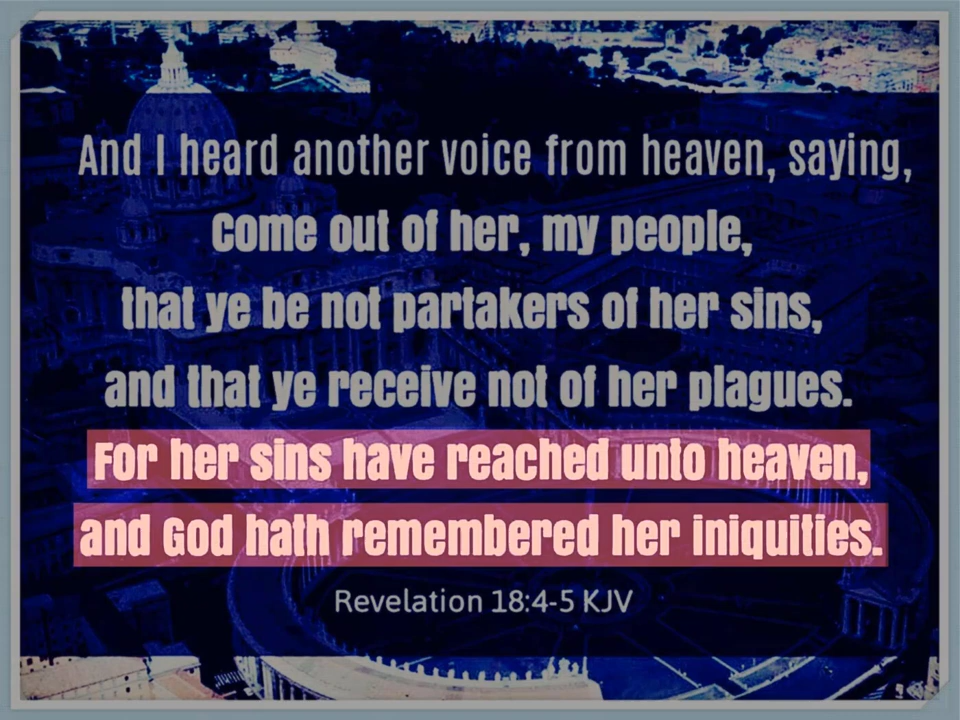 And I heard another voice from heaven, saying,
Come out of her, my people,
that ye be not partakers of her sins,
and that ye receive not of her plagues.
For her sins have reached unto heaven,
and God hath remembered her iniquities.
Revelation 18:4-5 KJV